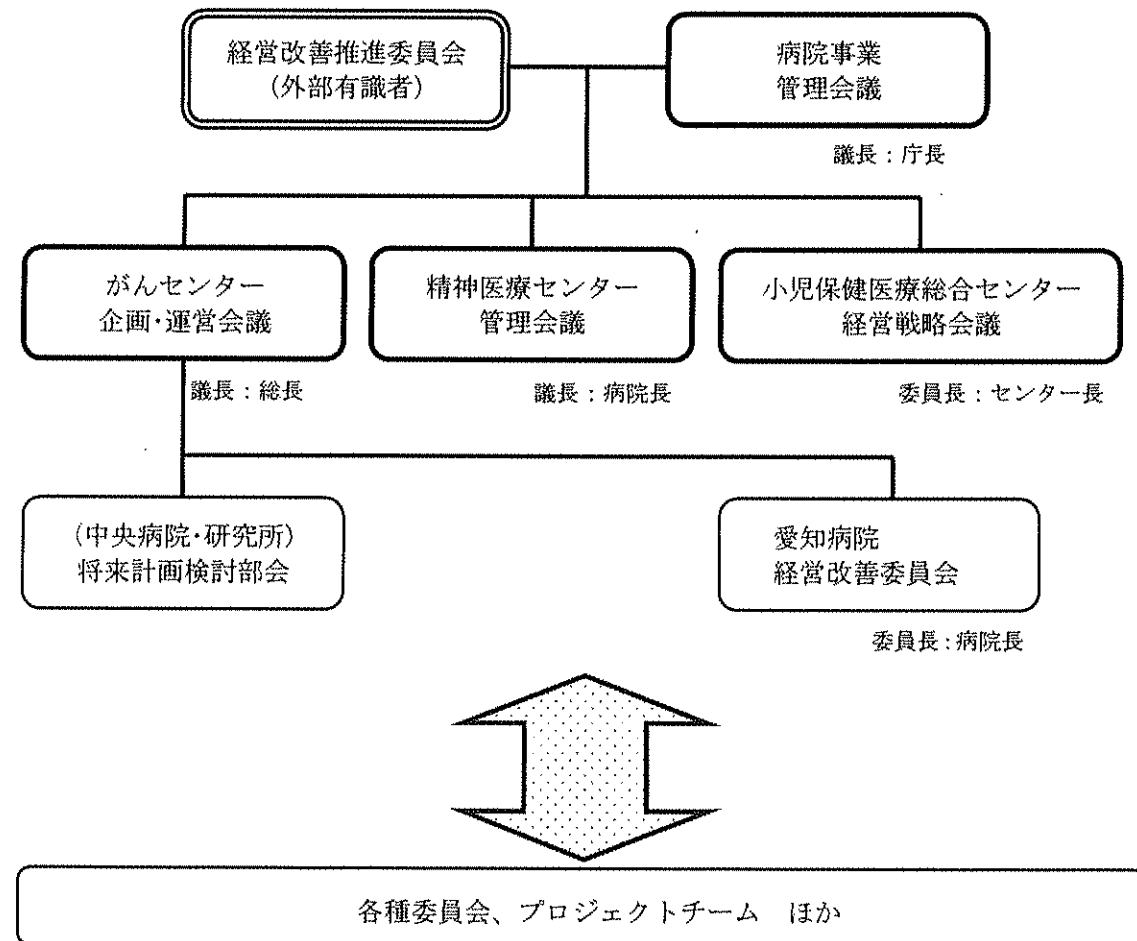 経営改善推進委員会
(外部有識者)
病院事業
管理会議
議長：庁長
がんセンター
企画・運営会議
精神医療センター
管理会議
小児保健医療総合センター
経営戦略会議
議長：総長
議長：病院長
委員長：センター長
(中央病院・研究所)
将来計画検討部会
愛知病院
経営改善委員会
委員長：病院長
各種委員会、プロジェクトチーム　ほか